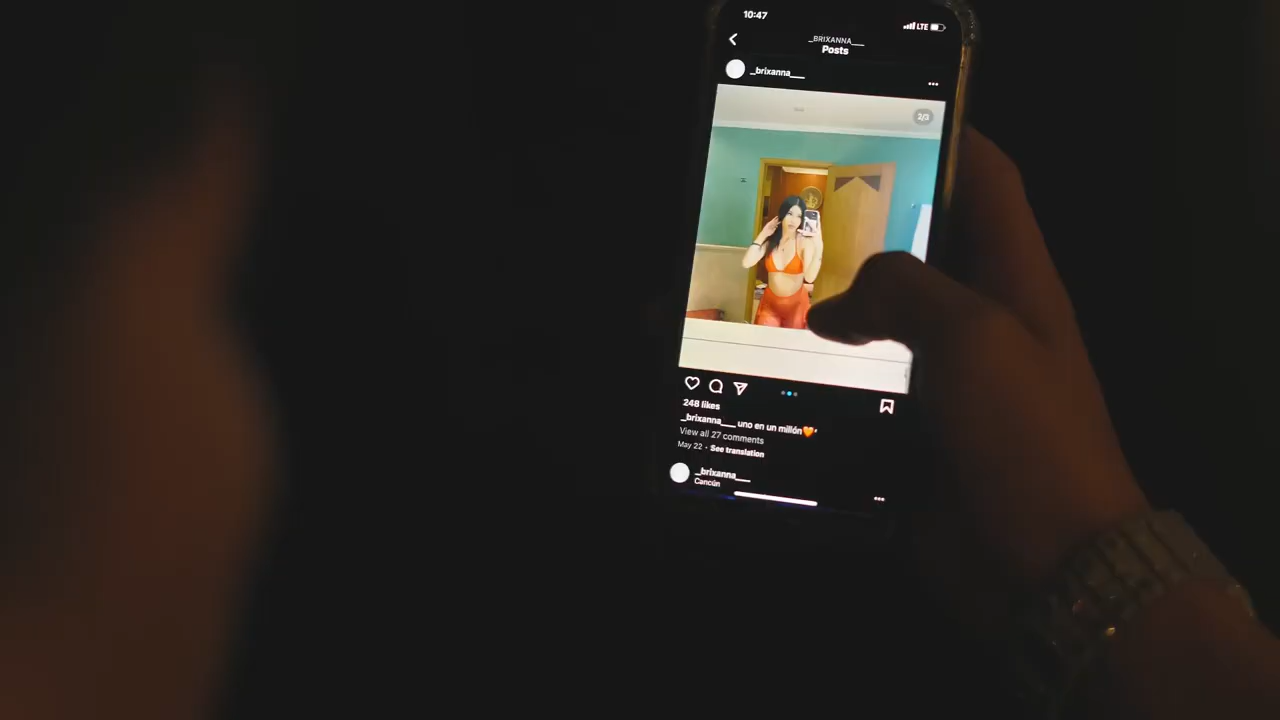 10:47
LTE
_BRIXANNA___
Posts
_brixanna___
2/3
248 likes
_brixanna___ uno en un millón🧡
View all 27 comments
May 22 • See translation
_brixanna___
Cancún